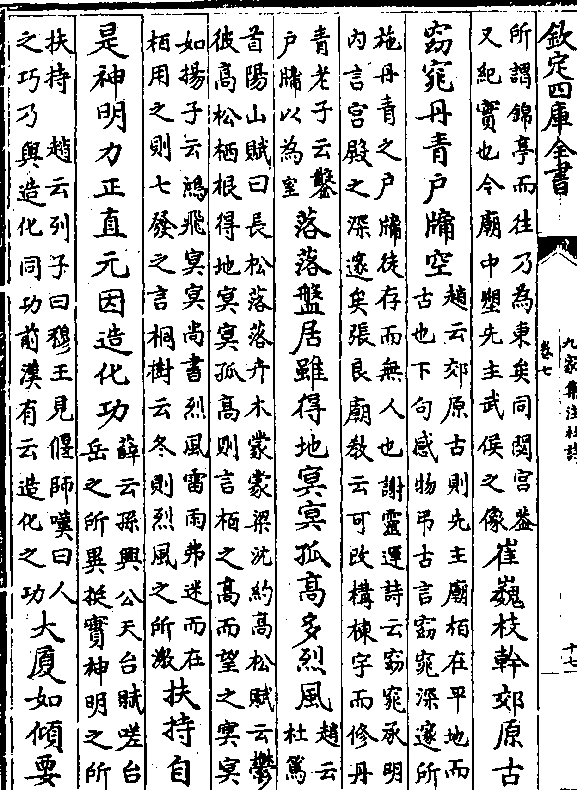 欽定四庫全書
九家集注杜詩
卷七
十七
所謂錦亭而往乃為東矣同閟宮蓋
又紀實也今廟中塑先主武侯之像
崔巍枝幹郊原古
窈窕丹青戶牖空
趙云郊原古則先主廟栢在平地而
古也下句感物弔古言窈窕深邃所
施丹青之戶牖徒存而無人也謝靈運詩云窈窕承明
內言宮殿之深邃矣張良廟教云可改構棟宇而修丹
青老子云鑿
戶牖以為室
落落盤居雖得地冥冥孤高多烈風
趙云
杜篤
首陽山賦曰長松落落卉木蒙蒙梁沈約高松賦云鬱
彼高松栖根得地冥冥孤高則言栢之高而望之冥冥
如揚子云鴻飛冥冥尚書烈風雷雨弗迷而在
栢用之則七發之言桐樹云冬則烈風之所激
扶持自
是神明力正直元因造化功
薛云孫興公天台賦嗟台
岳之所異挺實神明之所
扶持 趙云列子曰穆王見偃師嘆曰人
之巧乃與造化同功前漢有云造化之功
大厦如傾要